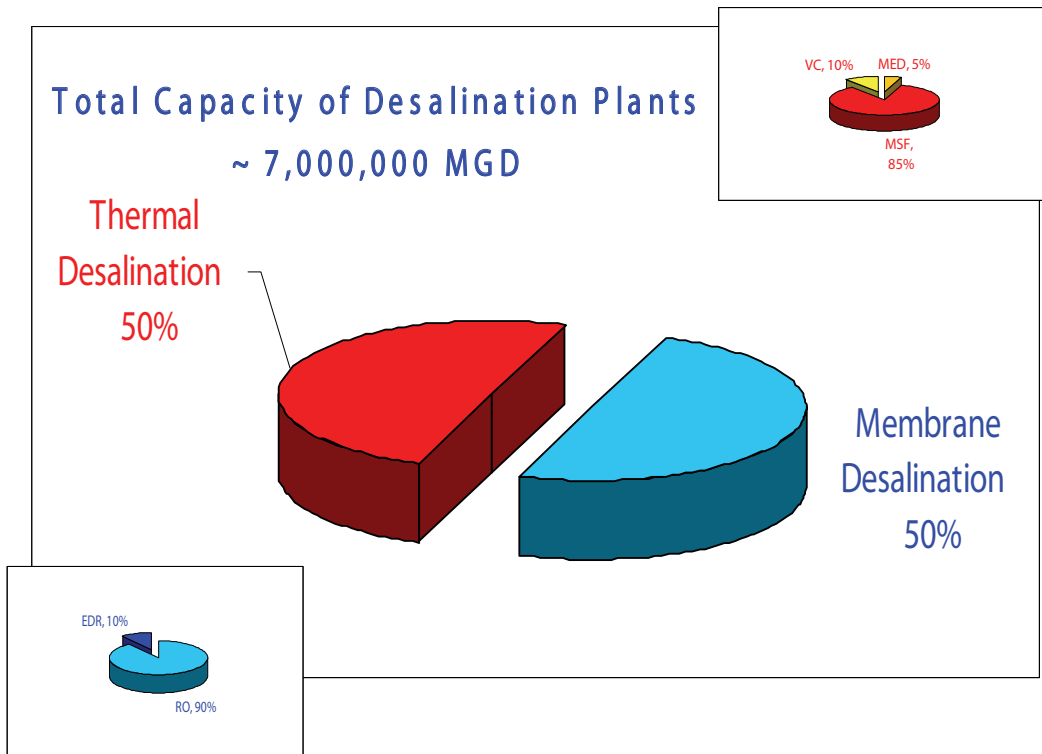 Total Capacity of Desalination Plants
~ 7,000,000 MGD
VC, 10%
MED, 5%
MSF,
85%
Thermal
Desalination
50%
Membrane
Desalination
50%
EDR, 10%
RO, 90%